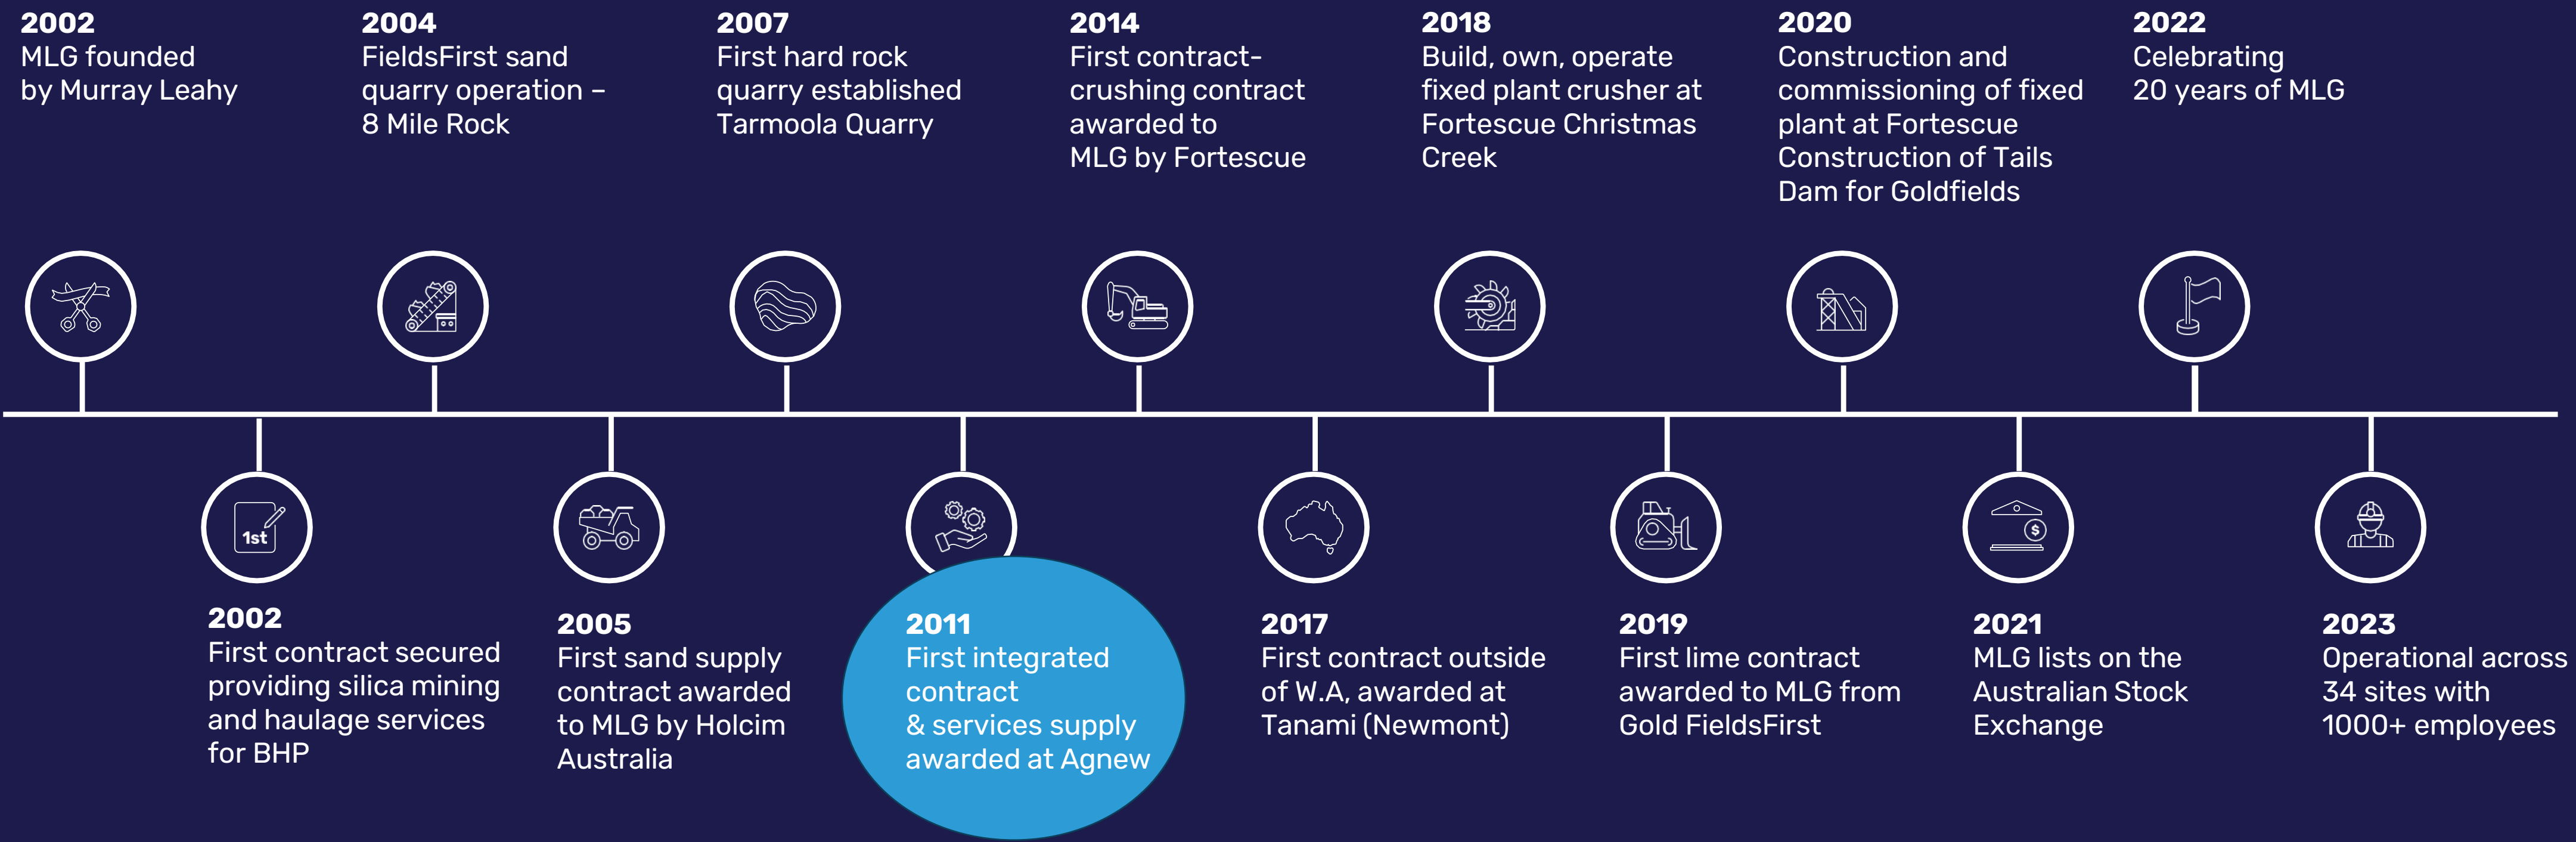 2002
MLG founded
by Murray Leahy
2004
FieldsFirst sand
quarry operation –
8 Mile Rock
2007
First hard rock
quarry established
Tarmoola Quarry
2014
First contract-
crushing contract
awarded to
MLG by Fortescue
2018
Build, own, operate
fixed plant crusher at
Fortescue Christmas
Creek
2020
Construction and
commissioning of fixed
plant at Fortescue
Construction of Tails
Dam for Goldfields
2022
Celebrating
20 years of MLG
1st
$
2002
First contract secured
providing silica mining
and haulage services
for BHP
2005
First sand supply
contract awarded
to MLG by Holcim
Australia
2011
First integrated
contract
& services supply
awarded at Agnew
2017
First contract outside
of W.A, awarded at
Tanami (Newmont)
2019
First lime contract
awarded to MLG from
Gold FieldsFirst
2021
MLG lists on the
Australian Stock
Exchange
2023
Operational across
34 sites with
1000+ employees